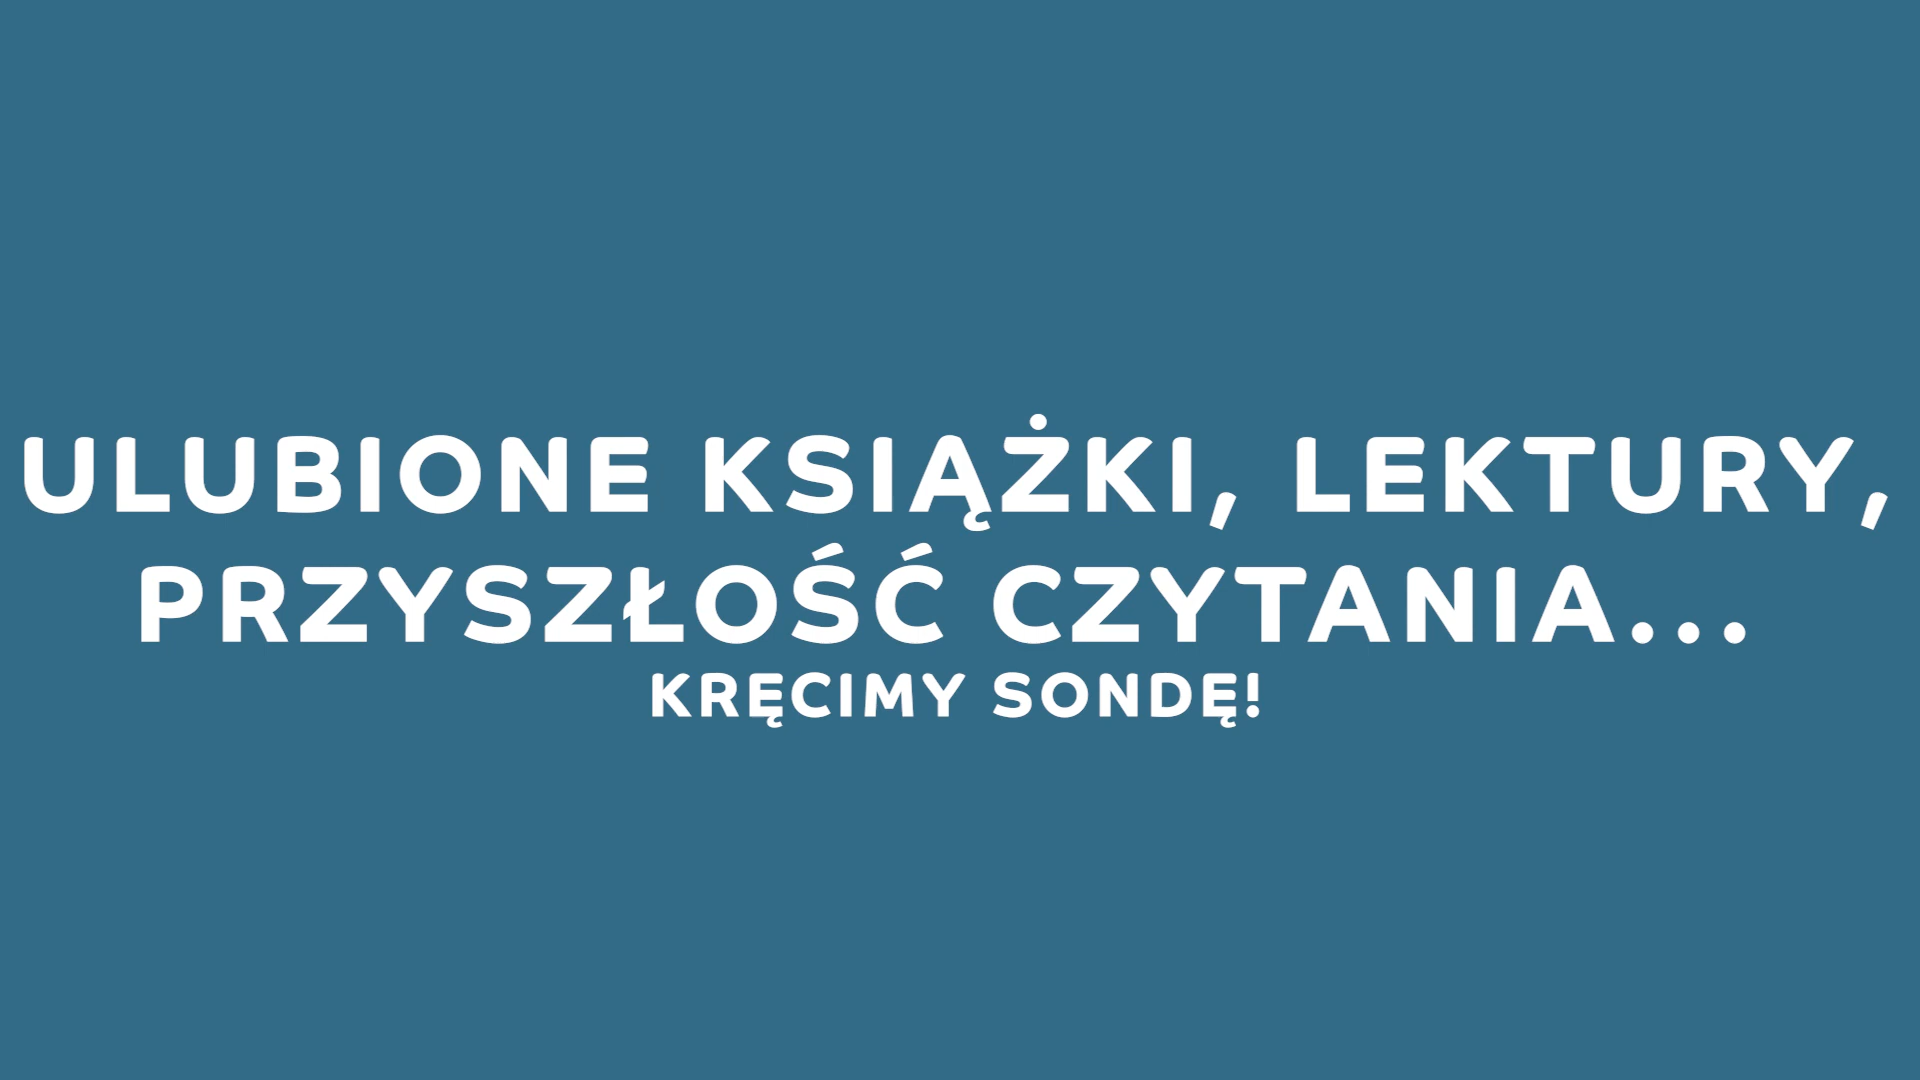 ULUBIONE KSIĄŻKI, LEKTURY,
PRZYSZŁOŚĆ CZYTANIA...
KRĘCIMY SONDĘ!